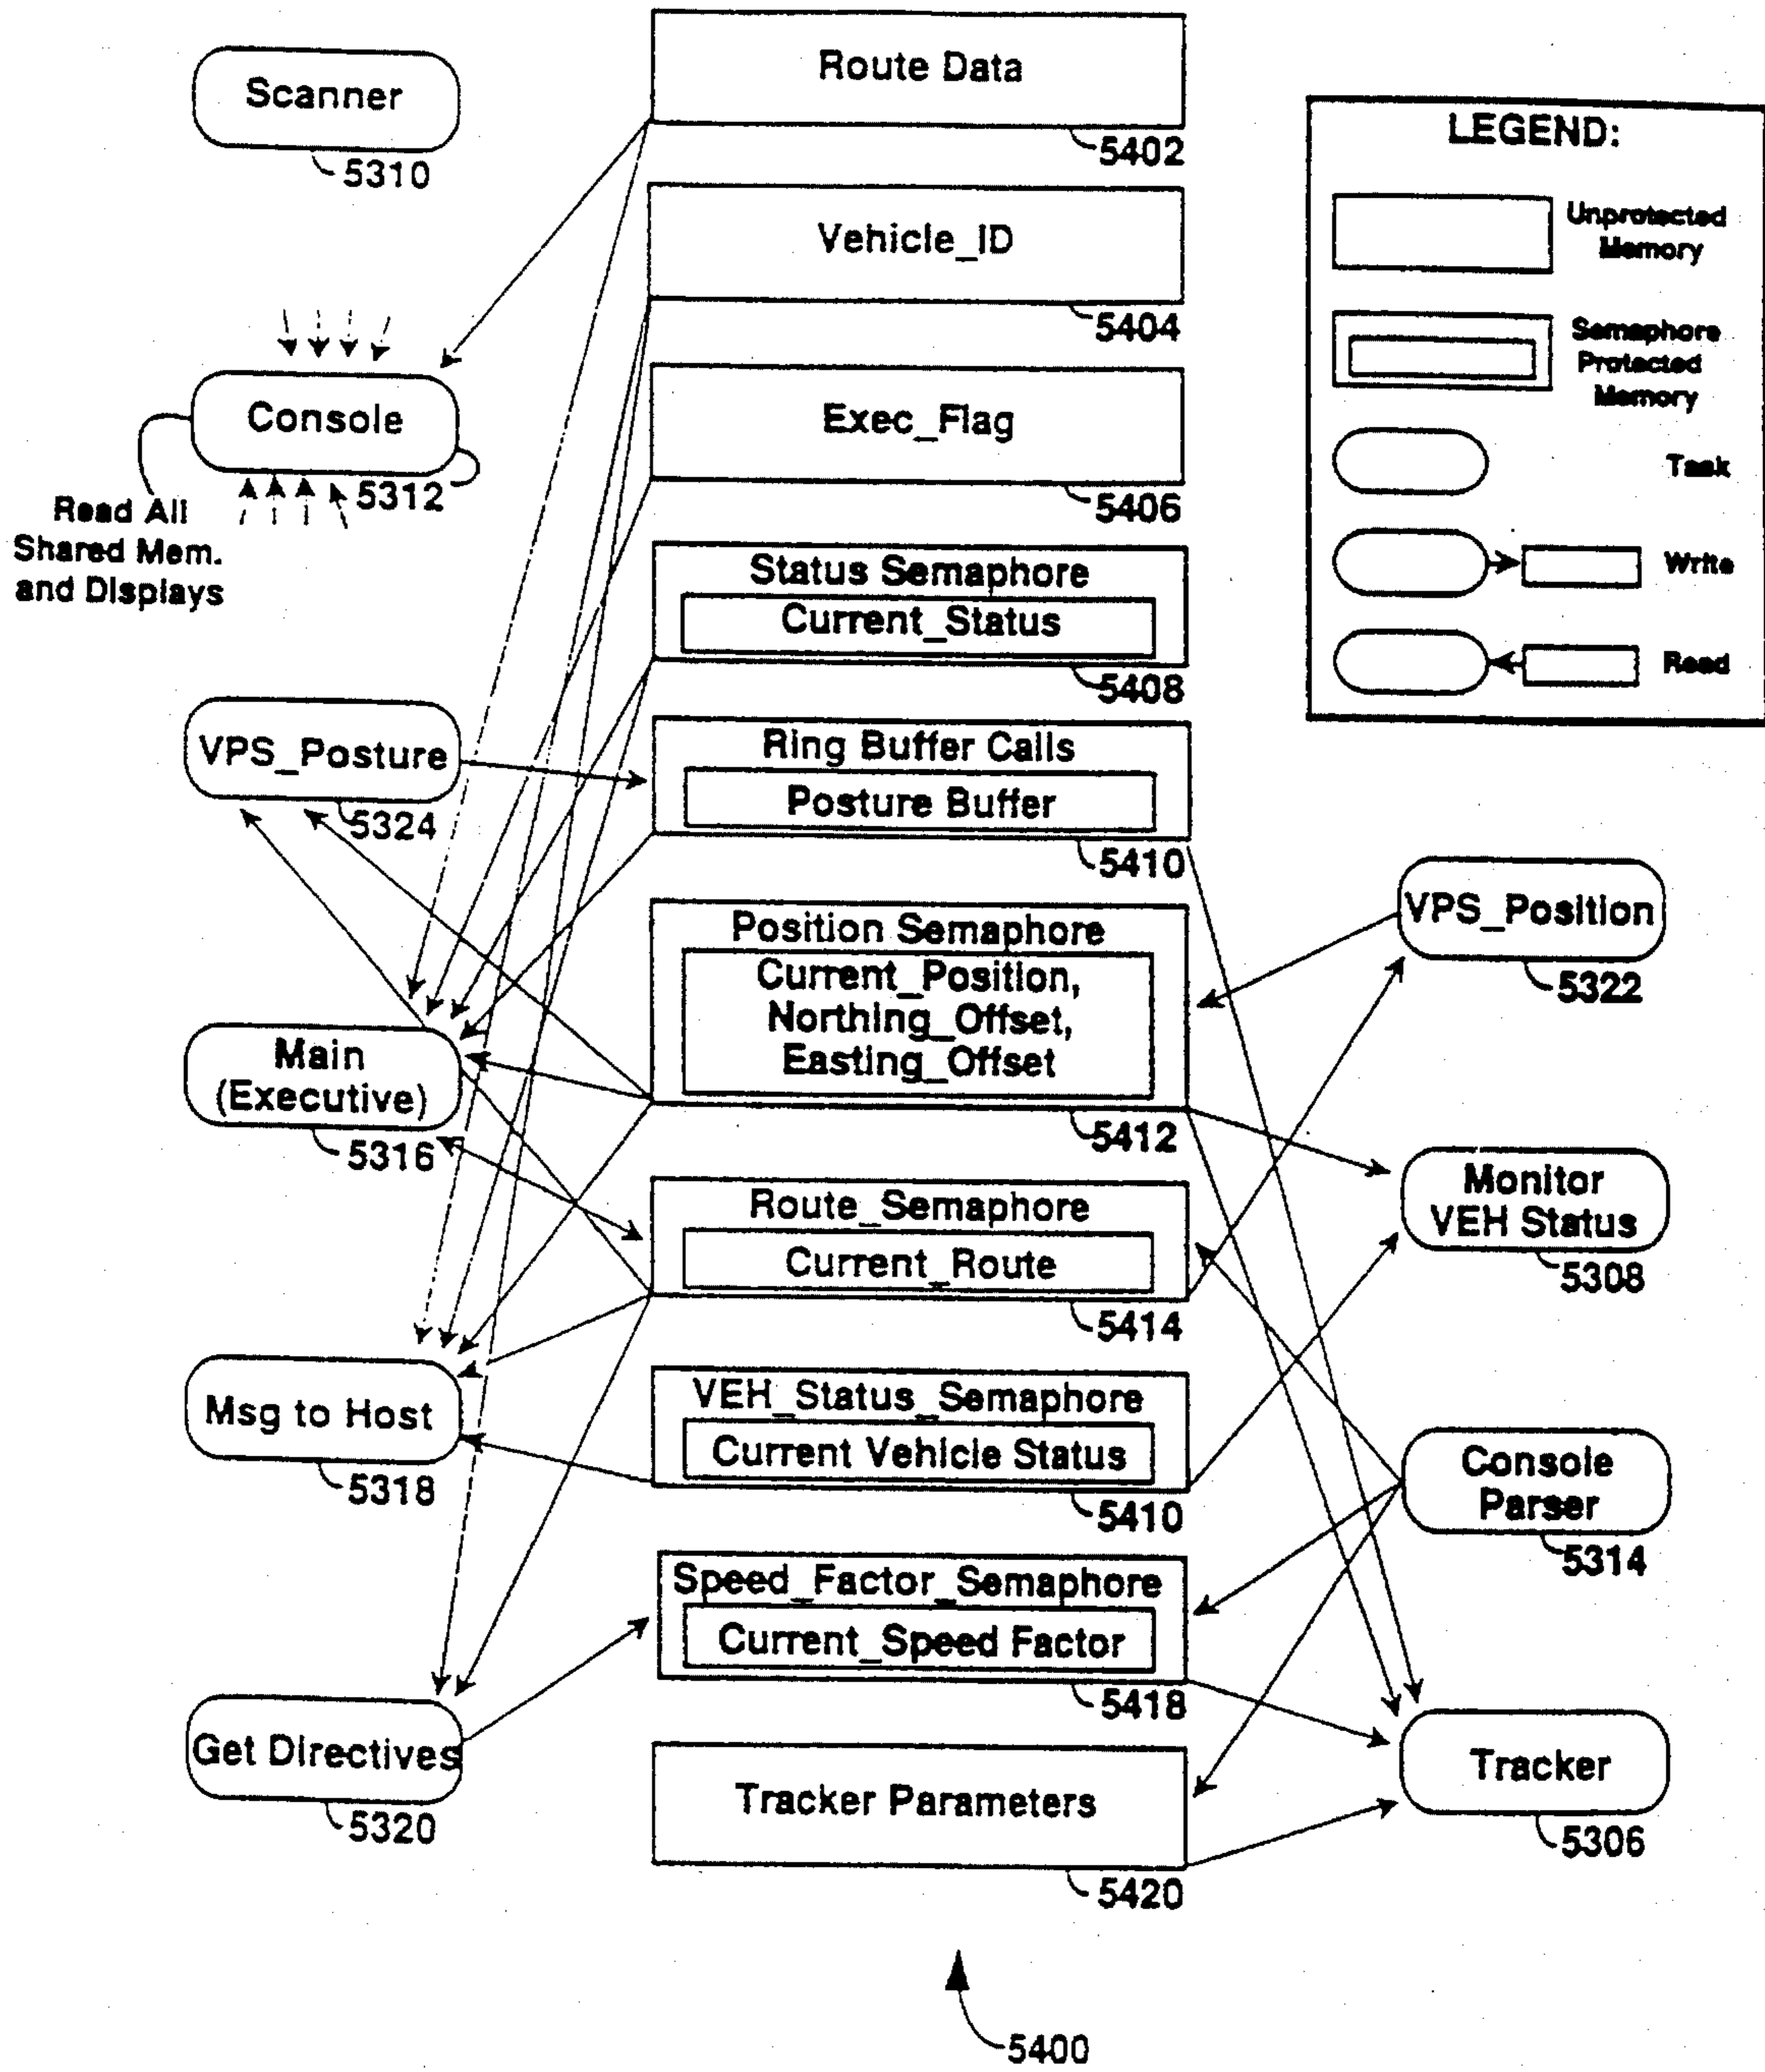 Scanner
5310
Console
5312
Read All
Shared Mem.
and Displays
VPS_Posture
5324
Main
(Executive)
5316
Msg to Host
5318
Get Directives
5320
Route Data
5402
Vehicle_ID
5404
Exec_Flag
5406
Status Semaphore
Current_Status
5408
Ring Buffer Calls
Posture Buffer
5410
Position Semaphore
Current_Position,
Northing_Offset,
Easting_Offset
5412
Route_Semaphore
Current_Route
5414
VEH_Status_Semaphore
Current Vehicle Status
5410
Speed_Factor_Semaphore
Current_Speed Factor
5418
Tracker Parameters
5420
LEGEND:
Unprotected
Memory
Semaphore
Protected
Memory
Task
Write
Read
VPS_Position
5322
Monitor
VEH Status
5308
Console
Parser
5314
Tracker
5306
5400